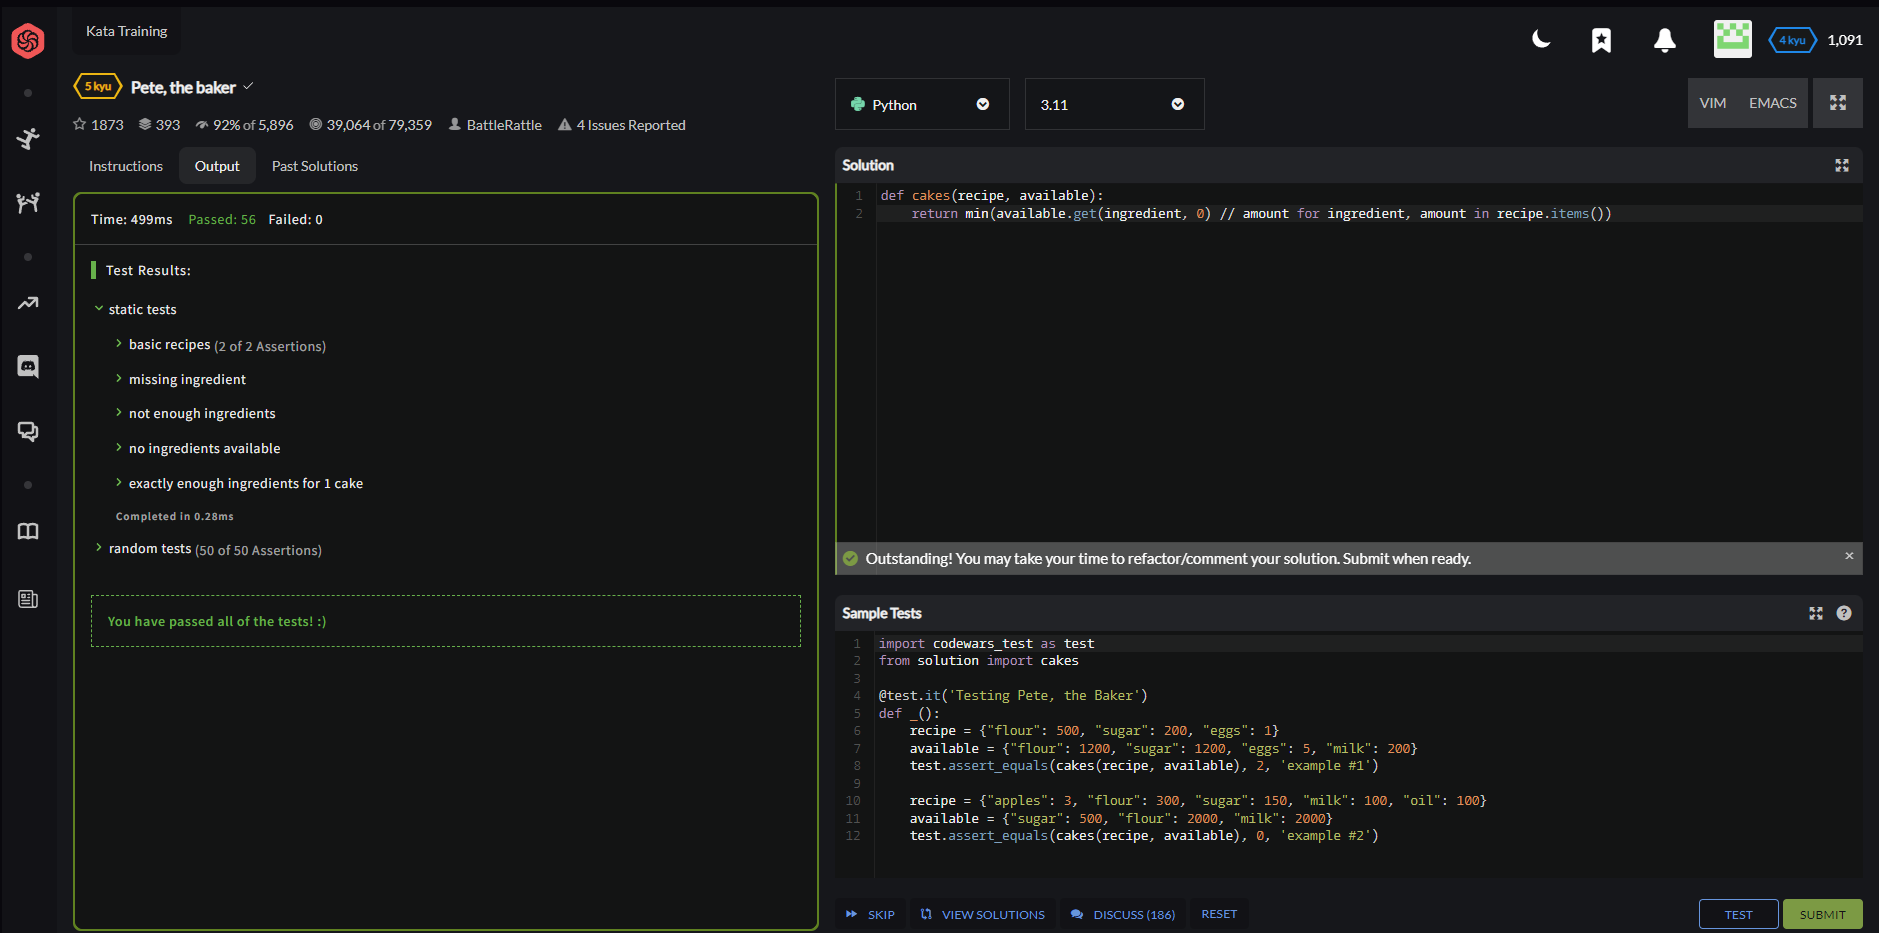 Kata Training
4 kyu 1,091
5 kyu Pete, the baker
1873 393 92% of 5,896 39,064 of 79,359 BattleRattle 4 Issues Reported
Instructions Output Past Solutions
Time: 499ms Passed: 56 Failed: 0
Test Results:
static tests
basic recipes (2 of 2 Assertions)
missing ingredient
not enough ingredients
no ingredients available
exactly enough ingredients for 1 cake
Completed in 0.28ms
random tests (50 of 50 Assertions)
You have passed all of the tests! :)
Python 3.11 VIM EMACS
Solution
1 def cakes(recipe, available):
2     return min(available.get(ingredient, 0) // amount for ingredient, amount in recipe.items())
Outstanding! You may take your time to refactor/comment your solution. Submit when ready. ×
Sample Tests ?
1 import codewars_test as test
2 from solution import cakes
3
4 @test.it('Testing Pete, the Baker')
5 def _():
6     recipe = {"flour": 500, "sugar": 200, "eggs": 1}
7     available = {"flour": 1200, "sugar": 1200, "eggs": 5, "milk": 200}
8     test.assert_equals(cakes(recipe, available), 2, 'example #1')
9
10     recipe = {"apples": 3, "flour": 300, "sugar": 150, "milk": 100, "oil": 100}
11     available = {"sugar": 500, "flour": 2000, "milk": 2000}
12     test.assert_equals(cakes(recipe, available), 0, 'example #2')
SKIP VIEW SOLUTIONS DISCUSS (186) RESET TEST SUBMIT